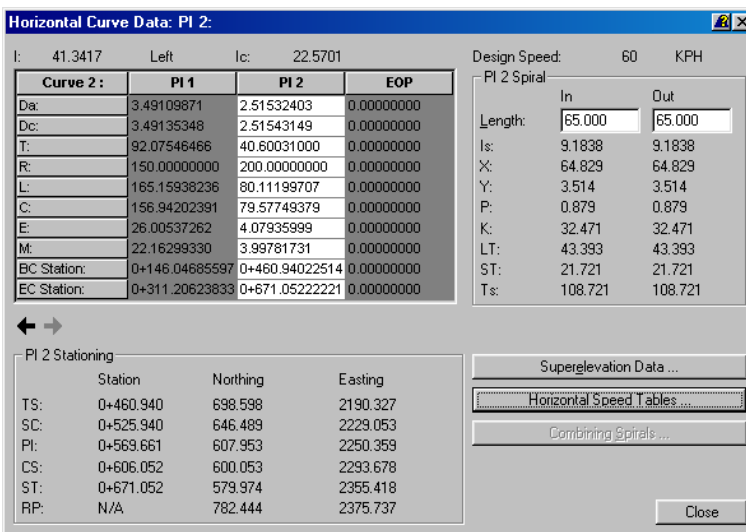 Horizontal Curve Data: PI 2:
I: 41.3417 Left Ic: 22.5701 Design Speed: 60 KPH
Curve 2 : PI 1 PI 2 EOP
Da: 3.49109871 2.51532403 0.00000000
Dc: 3.49135348 2.51543149 0.00000000
T: 92.07546466 40.60031000 0.00000000
R: 150.00000000 200.00000000 0.00000000
L: 165.15938236 80.11199707 0.00000000
C: 156.94202391 79.57749379 0.00000000
E: 26.00537262 4.07935999 0.00000000
M: 22.16299330 3.99781731 0.00000000
BC Station: 0+146.04685597 0+460.94022514 0.00000000
EC Station: 0+311.20623833 0+671.05222221 0.00000000
PI 2 Spiral
In Out
Length: 65.000 65.000
Is: 9.1838 9.1838
X: 64.829 64.829
Y: 3.514 3.514
P: 0.879 0.879
K: 32.471 32.471
LT: 43.393 43.393
ST: 21.721 21.721
Ts: 108.721 108.721
PI 2 Stationing
Station Northing Easting
TS: 0+460.940 698.598 2190.327
SC: 0+525.940 646.489 2229.053
PI: 0+569.661 607.953 2250.359
CS: 0+606.052 600.053 2293.678
ST: 0+671.052 579.974 2355.418
RP: N/A 782.444 2375.737
Superelevation Data ...
Horizontal Speed Tables ...
Combining Spirals ...
Close